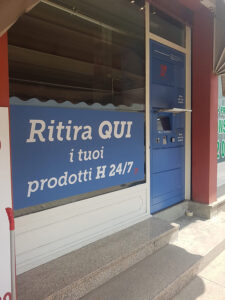 Ritira QUI
i tuoi
prodotti H 24/7